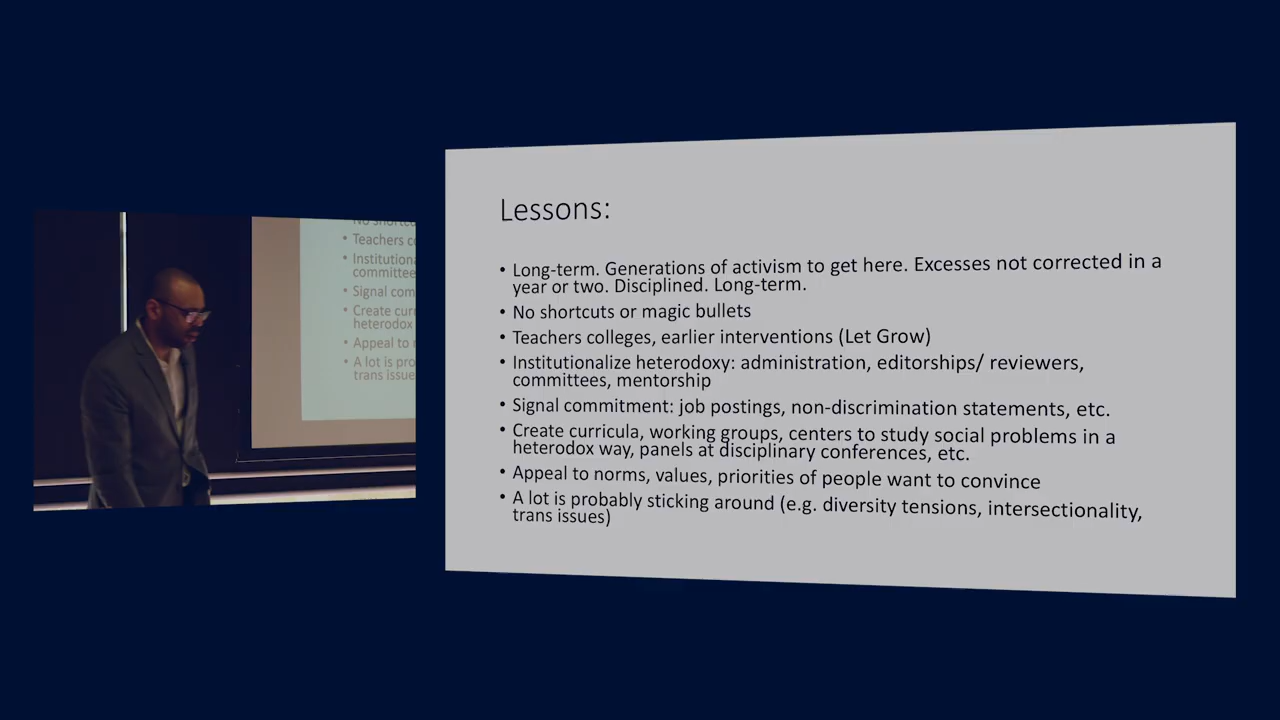 No shortc
• Teachers c
• Institutiona
committee
• Signal com
• Create curr
heterodox
• Appeal to n
• A lot is pro
trans issue
Lessons:
• Long-term. Generations of activism to get here. Excesses not corrected in a
year or two. Disciplined. Long-term.
• No shortcuts or magic bullets
• Teachers colleges, earlier interventions (Let Grow)
• Institutionalize heterodoxy: administration, editorships/ reviewers,
committees, mentorship
• Signal commitment: job postings, non-discrimination statements, etc.
• Create curricula, working groups, centers to study social problems in a
heterodox way, panels at disciplinary conferences, etc.
• Appeal to norms, values, priorities of people want to convince
• A lot is probably sticking around (e.g. diversity tensions, intersectionality,
trans issues)